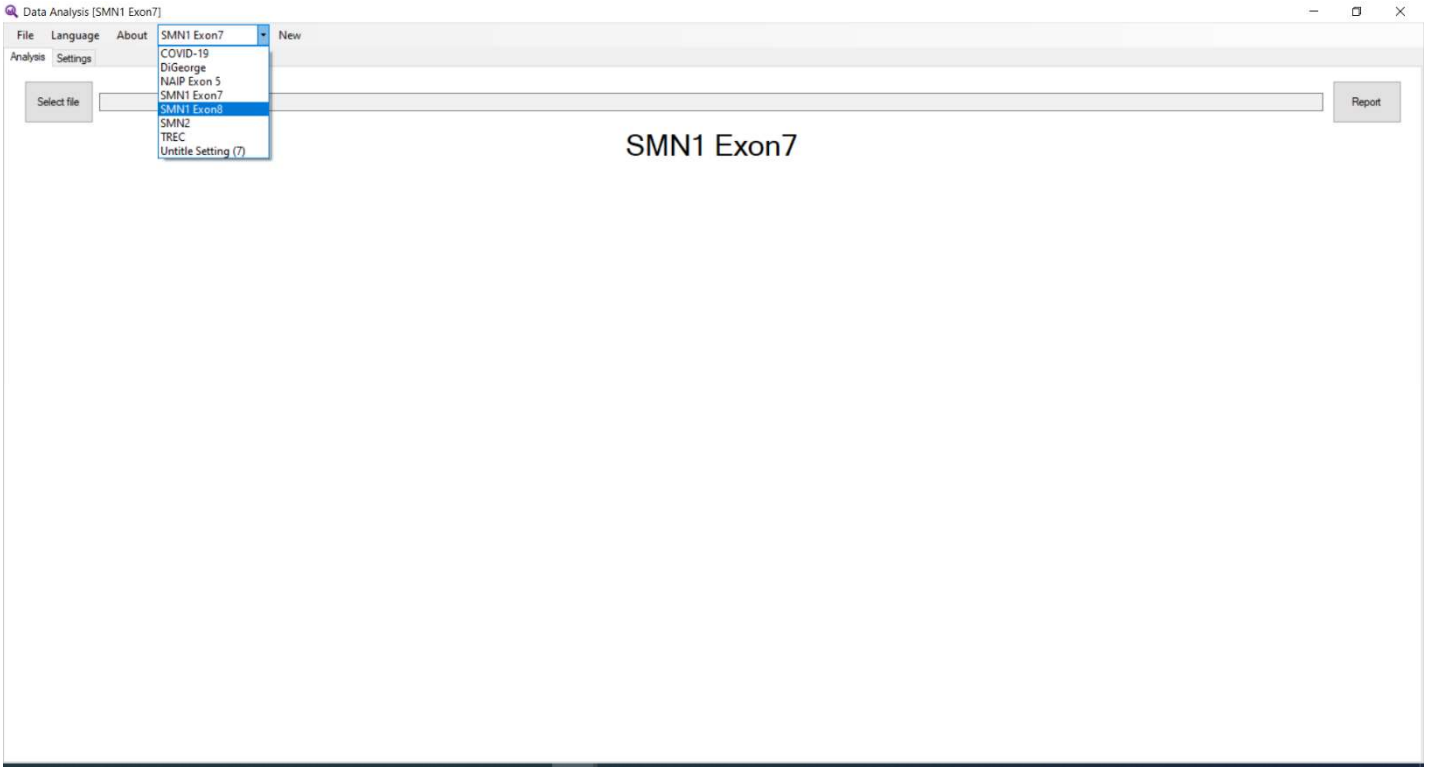 Data Analysis [SMN1 Exon7]
File Language About SMN1 Exon7 New
Analysis Settings
COVID-19
DiGeorge
NAIP Exon 5
SMN1 Exon7
SMN1 Exon8
SMN2
TREC
Untitle Setting (7)
Select file
Report
SMN1 Exon7